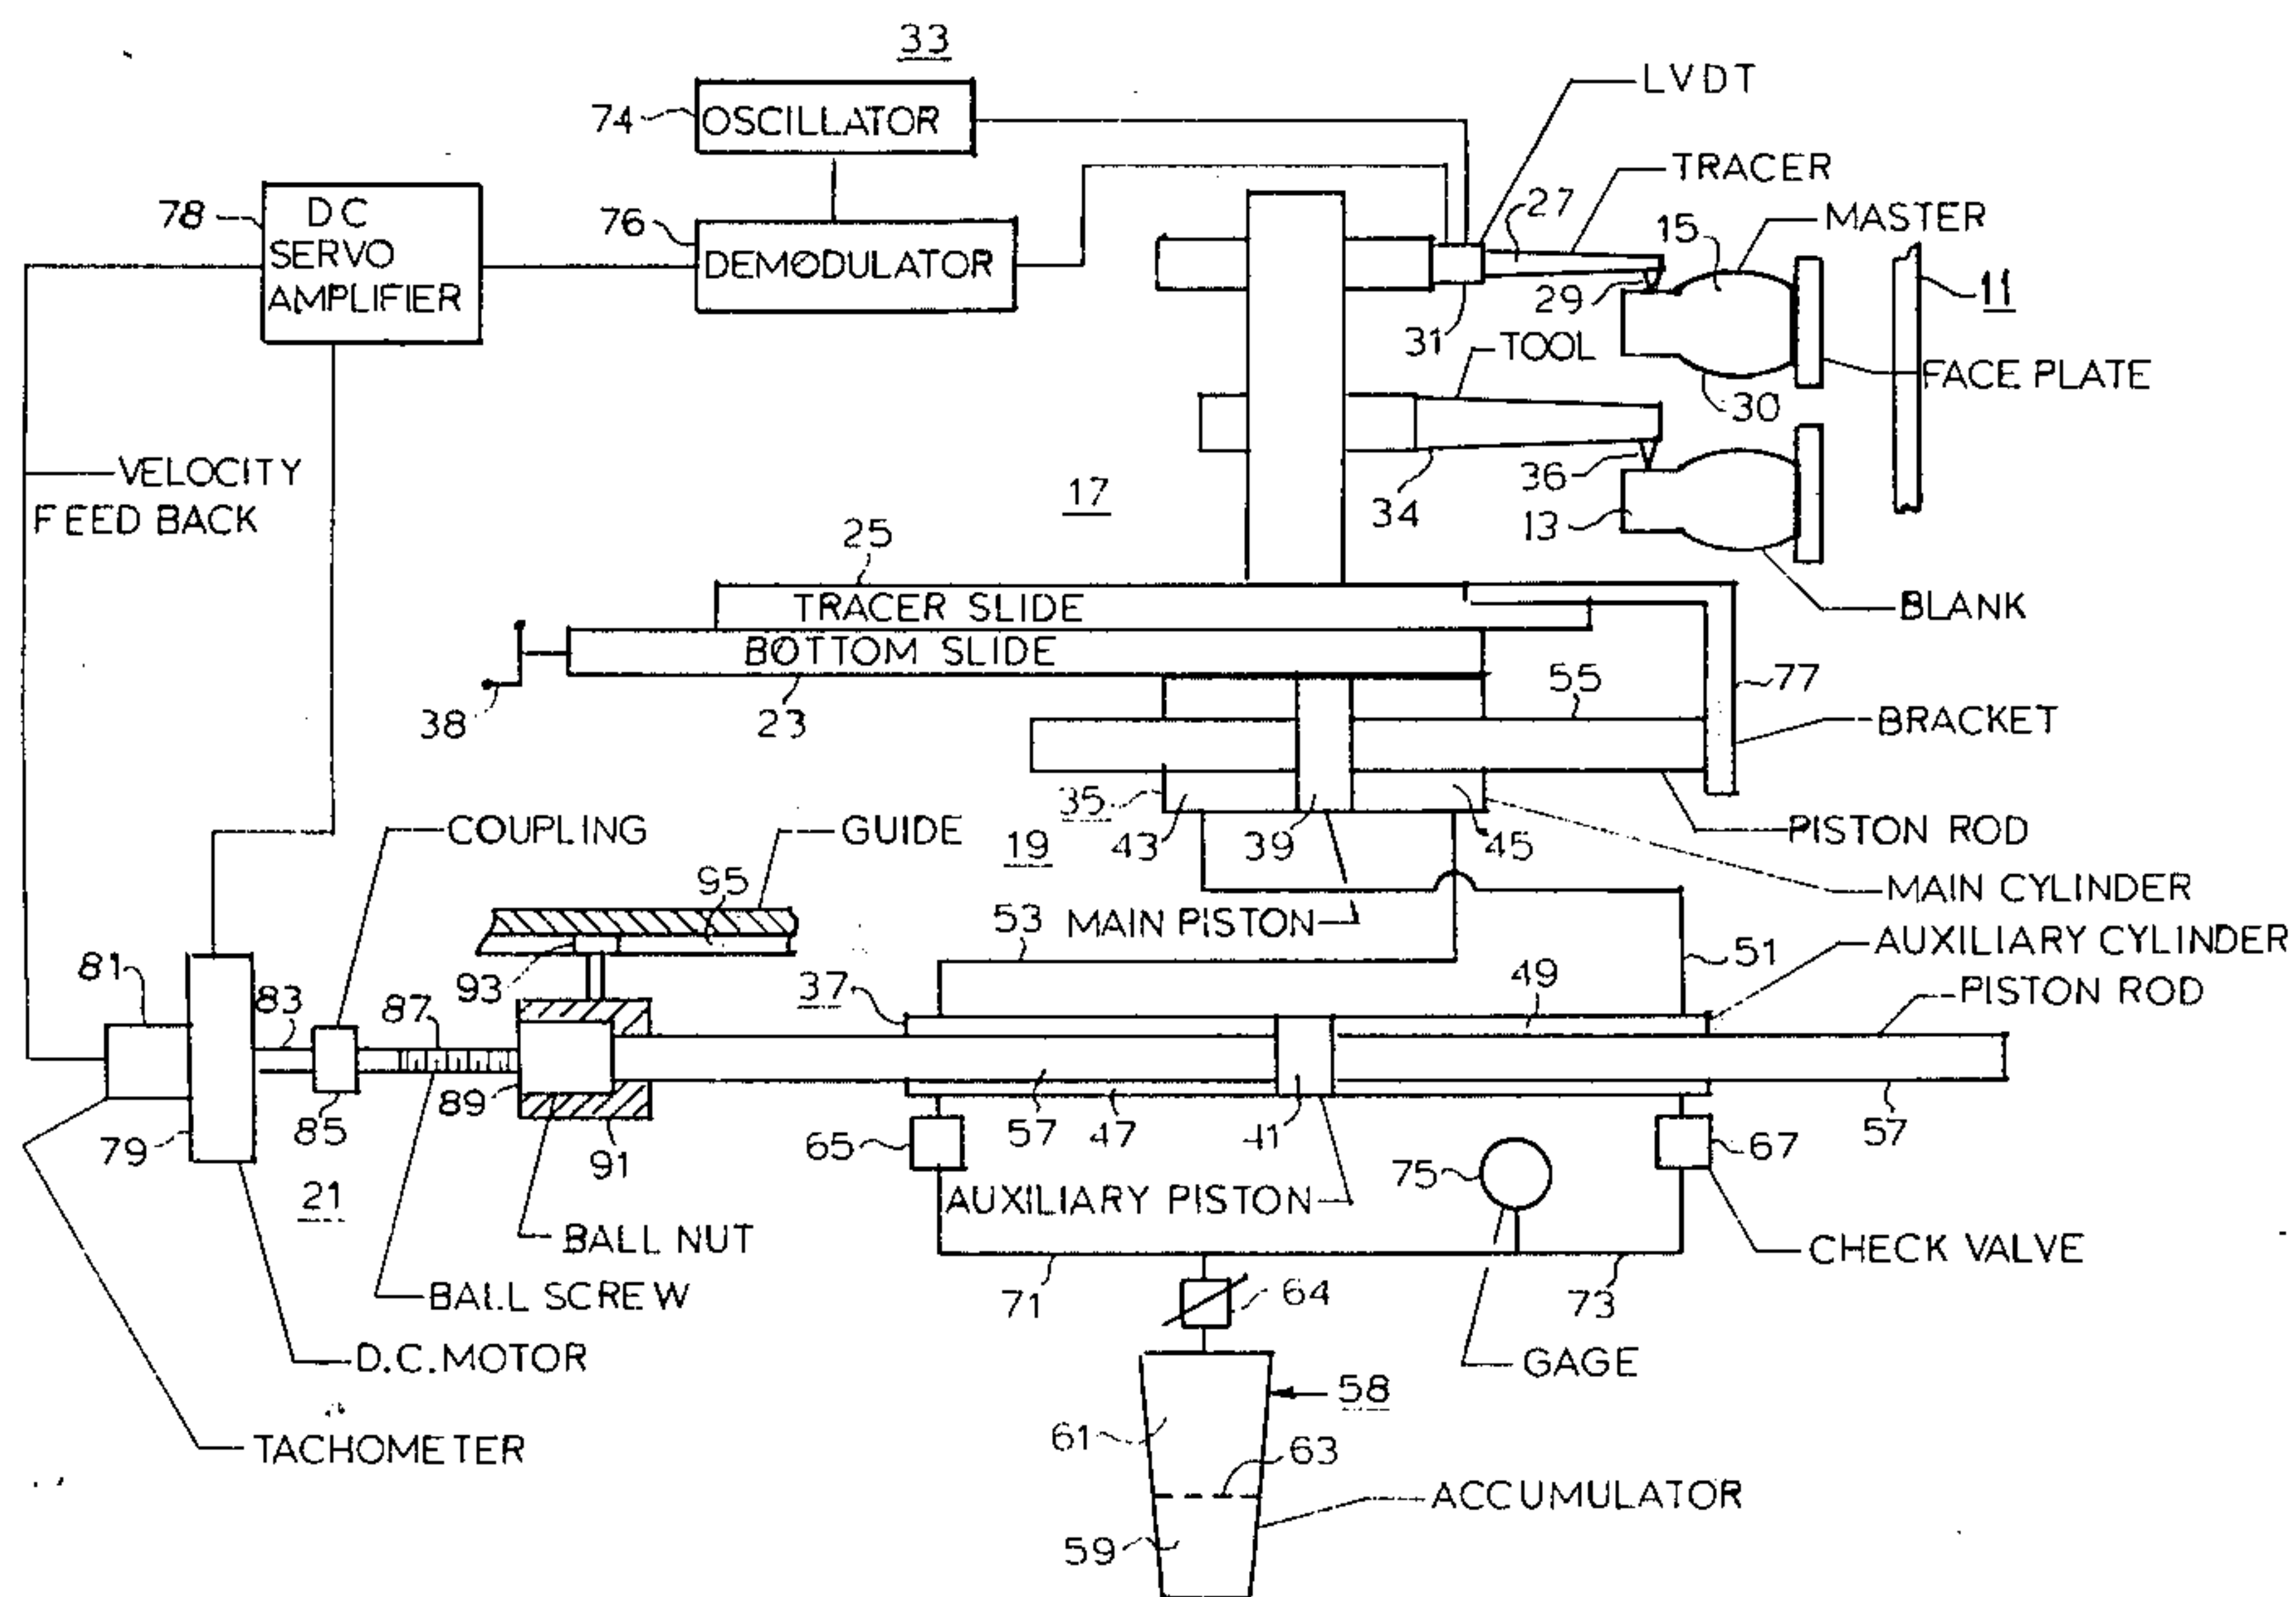 33
LVDT
74
OSCILLATOR
TRACER
78
DC
SERVO
AMPLIFIER
76
DEMODULATOR
27
15
MASTER
29
11
31
TOOL
FACE PLATE
30
VELOCITY
FEED BACK
17
34
36
13
25
TRACER SLIDE
BLANK
BOTTOM SLIDE
38
23
55
77
BRACKET
35
43
39
45
PISTON ROD
COUPLING
GUIDE
19
MAIN CYLINDER
95
53
MAIN PISTON
51
AUXILIARY CYLINDER
81
83
87
93
37
49
PISTON ROD
79
85
89
91
57
47
41
57
65
75
67
21
AUXILIARY PISTON
BALL NUT
CHECK VALVE
BALL SCREW
71
64
73
D.C. MOTOR
GAGE
58
TACHOMETER
61
63
ACCUMULATOR
59